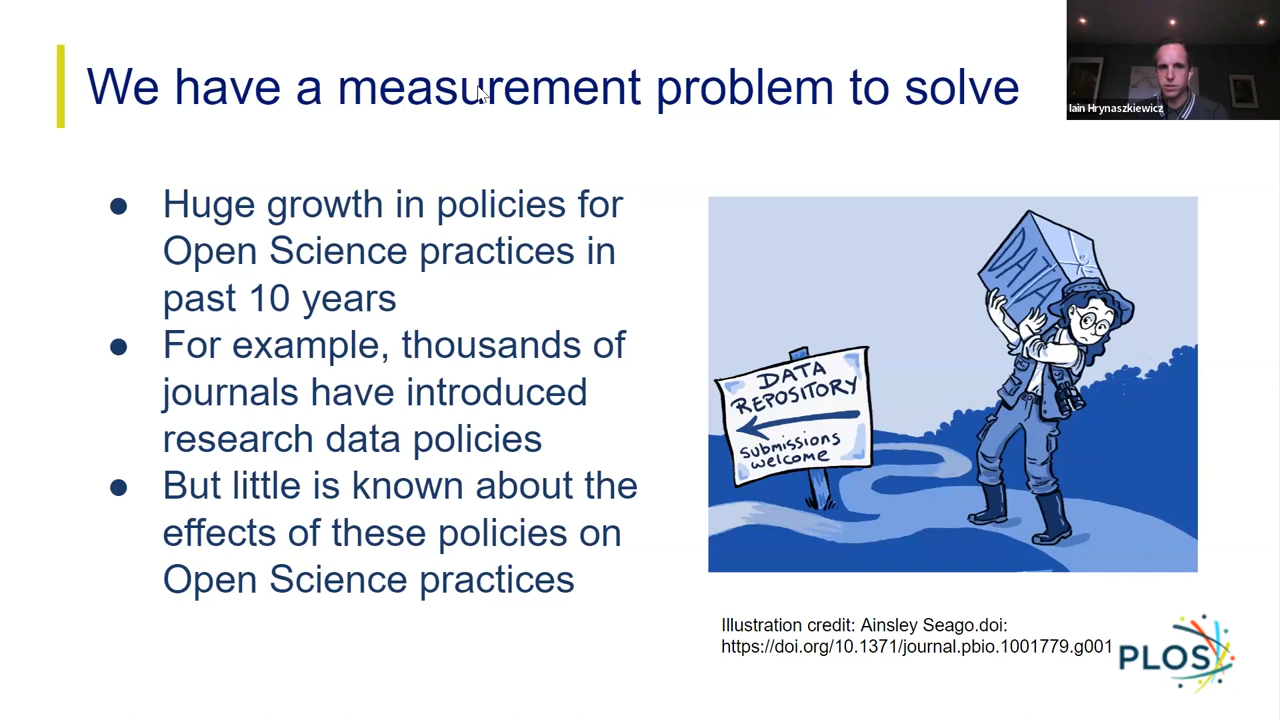 We have a measurement problem to solve
Iain Hrynaszkiewicz
● Huge growth in policies for
Open Science practices in
past 10 years
● For example, thousands of
journals have introduced
research data policies
● But little is known about the
effects of these policies on
Open Science practices
DATA
DATA
REPOSITORY
submissions
welcome
Illustration credit: Ainsley Seago.doi:
https://doi.org/10.1371/journal.pbio.1001779.g001
PLOS